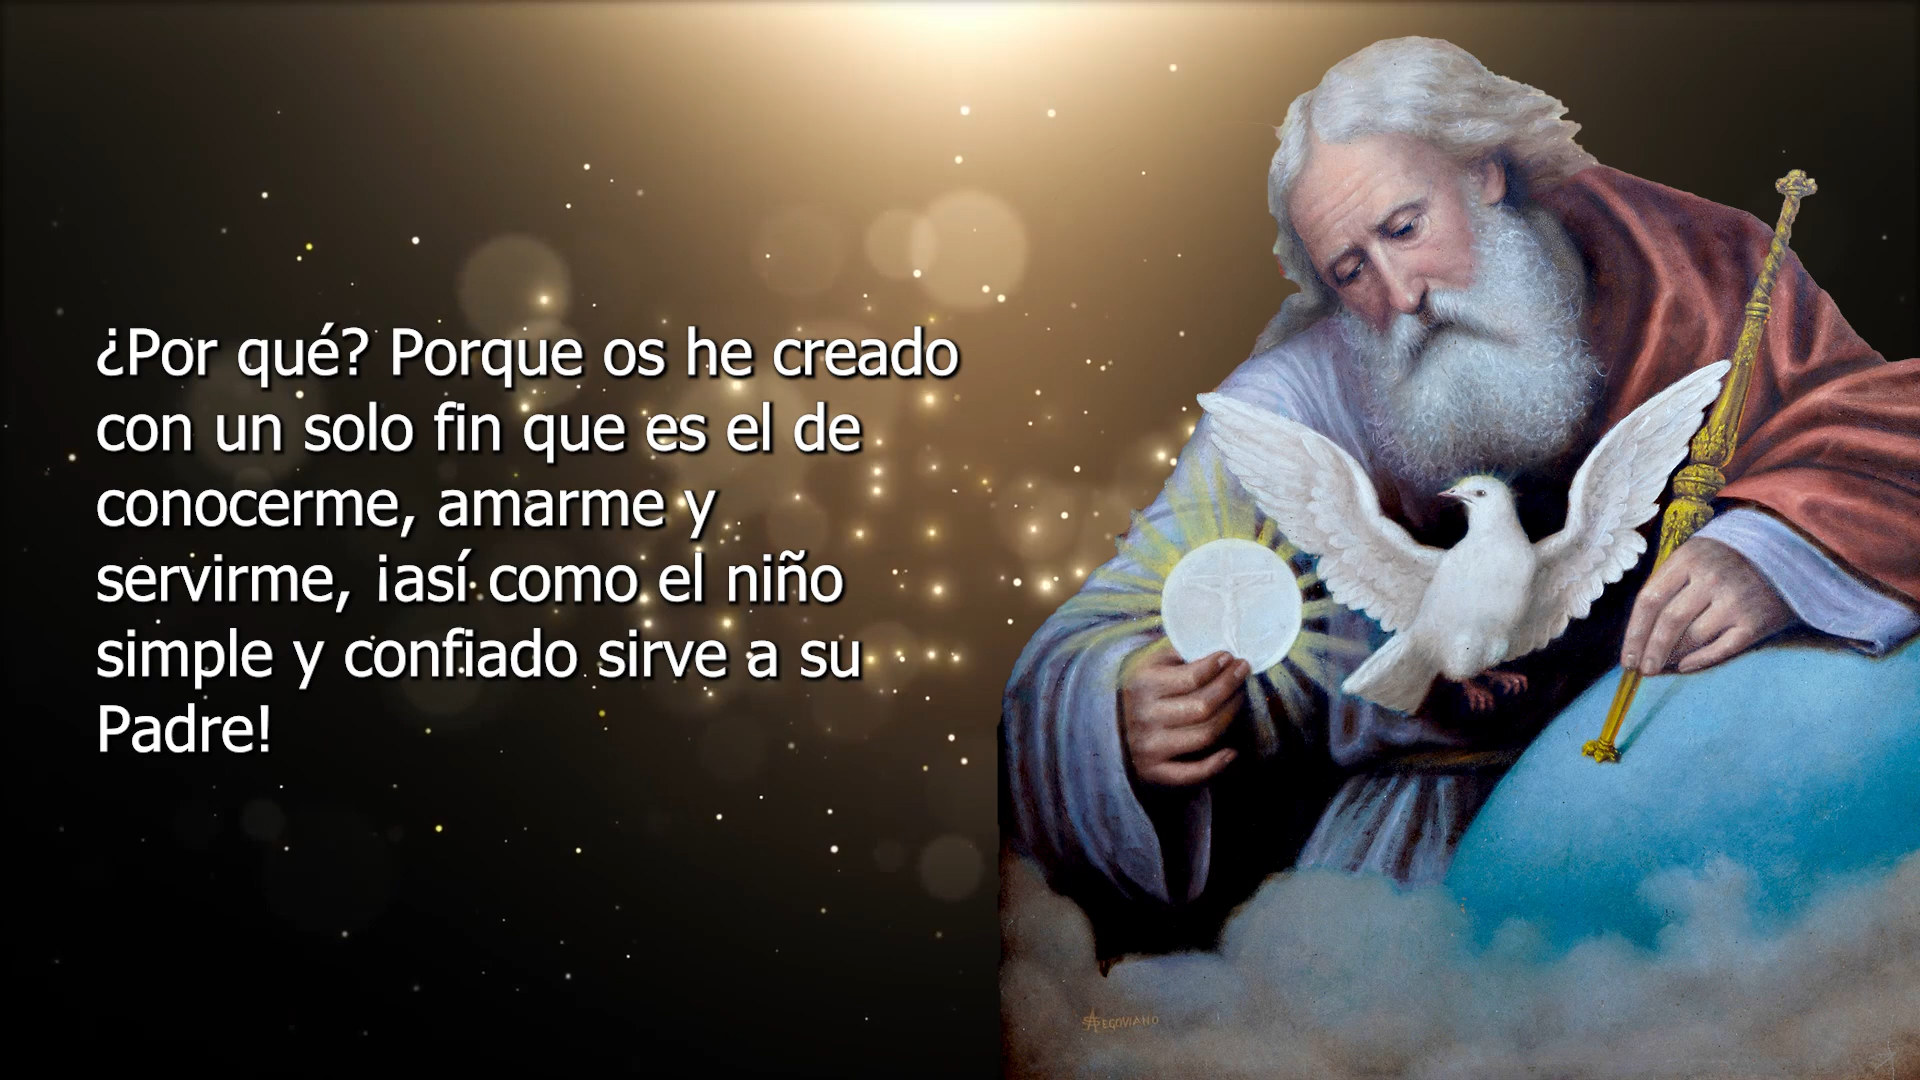 ¿Por qué? Porque os he creado
con un solo fin que es el de
conocerme, amarme y
servirme, ¡así como el niño
simple y confiado sirve a su
Padre!
SEGOVIANO